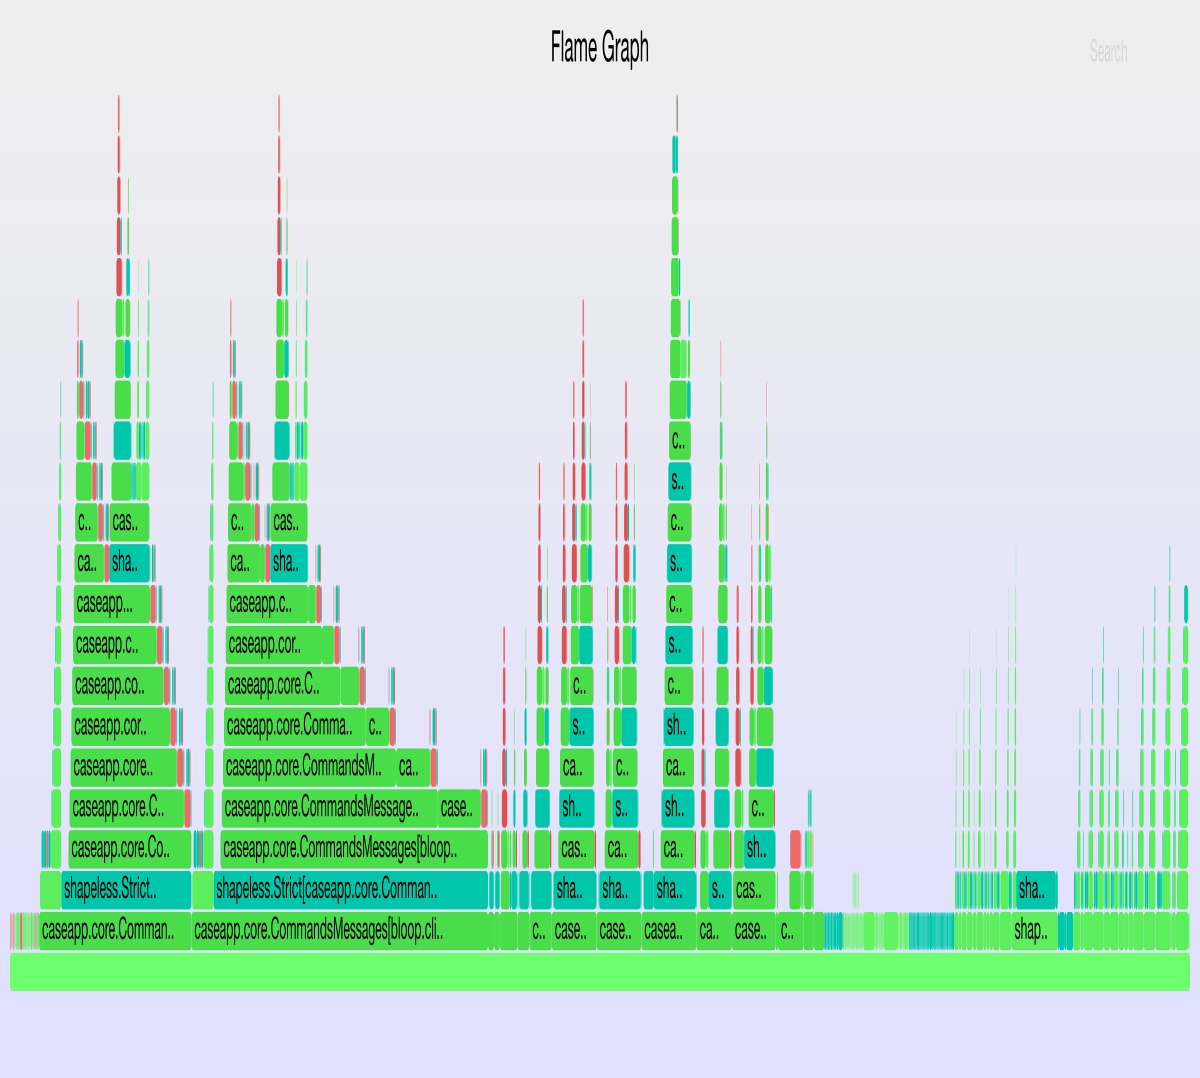 Flame Graph
Search
c..
s..
c.. cas.. c.. cas.. c..
ca.. sha.. ca.. sha.. s..
caseapp... caseapp.c.. c..
caseapp.c.. caseapp.cor.. s..
caseapp.co.. caseapp.core.C.. c.. c..
caseapp.cor.. caseapp.core.Comma.. c.. s.. sh..
caseapp.core.. caseapp.core.CommandsM.. ca.. ca.. c.. ca..
caseapp.core.C.. caseapp.core.CommandsMessage.. case.. sh.. s.. sh.. c..
caseapp.core.Co.. caseapp.core.CommandsMessages[bloop.. cas.. ca.. ca.. sh..
shapeless.Strict.. shapeless.Strict[caseapp.core.Comman.. sha.. sha.. sha.. s.. cas.. sha..
caseapp.core.Comman.. caseapp.core.CommandsMessages[bloop.cli.. c.. case.. case.. casea.. ca.. case.. c.. shap..